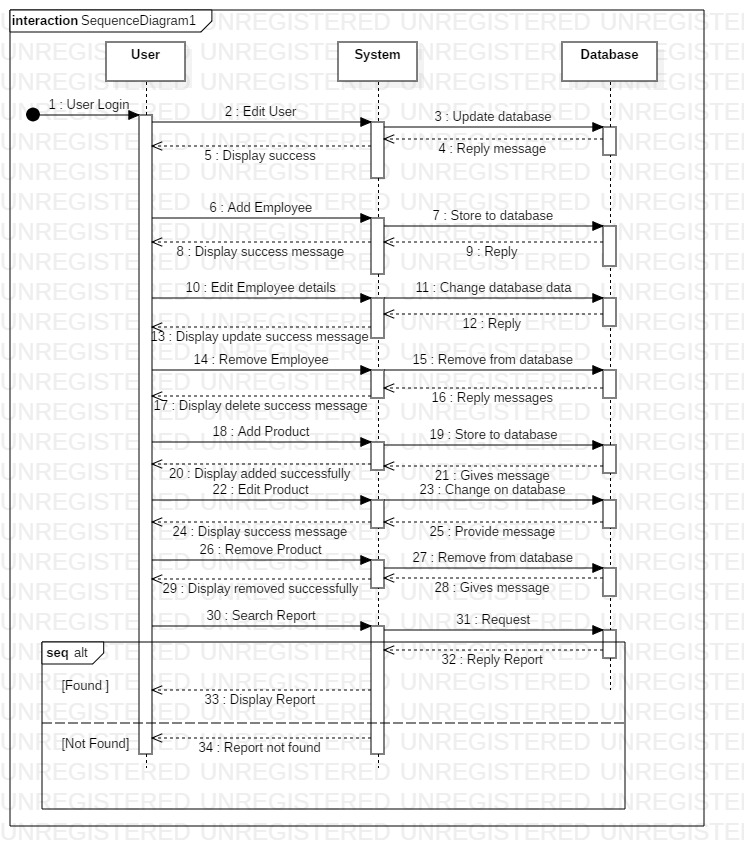 interaction SequenceDiagram1
User
System
Database
1 : User Login
2 : Edit User
3 : Update database
4 : Reply message
5 : Display success
6 : Add Employee
7 : Store to database
8 : Display success message
9 : Reply
10 : Edit Employee details
11 : Change database data
12 : Reply
13 : Display update success message
14 : Remove Employee
15 : Remove from database
16 : Reply messages
17 : Display delete success message
18 : Add Product
19 : Store to database
20 : Display added successfully
21 : Gives message
22 : Edit Product
23 : Change on database
24 : Display success message
25 : Provide message
26 : Remove Product
27 : Remove from database
28 : Gives message
29 : Display removed successfully
30 : Search Report
31 : Request
seq alt
32 : Reply Report
[Found ]
33 : Display Report
[Not Found]
34 : Report not found
UNREGISTERED